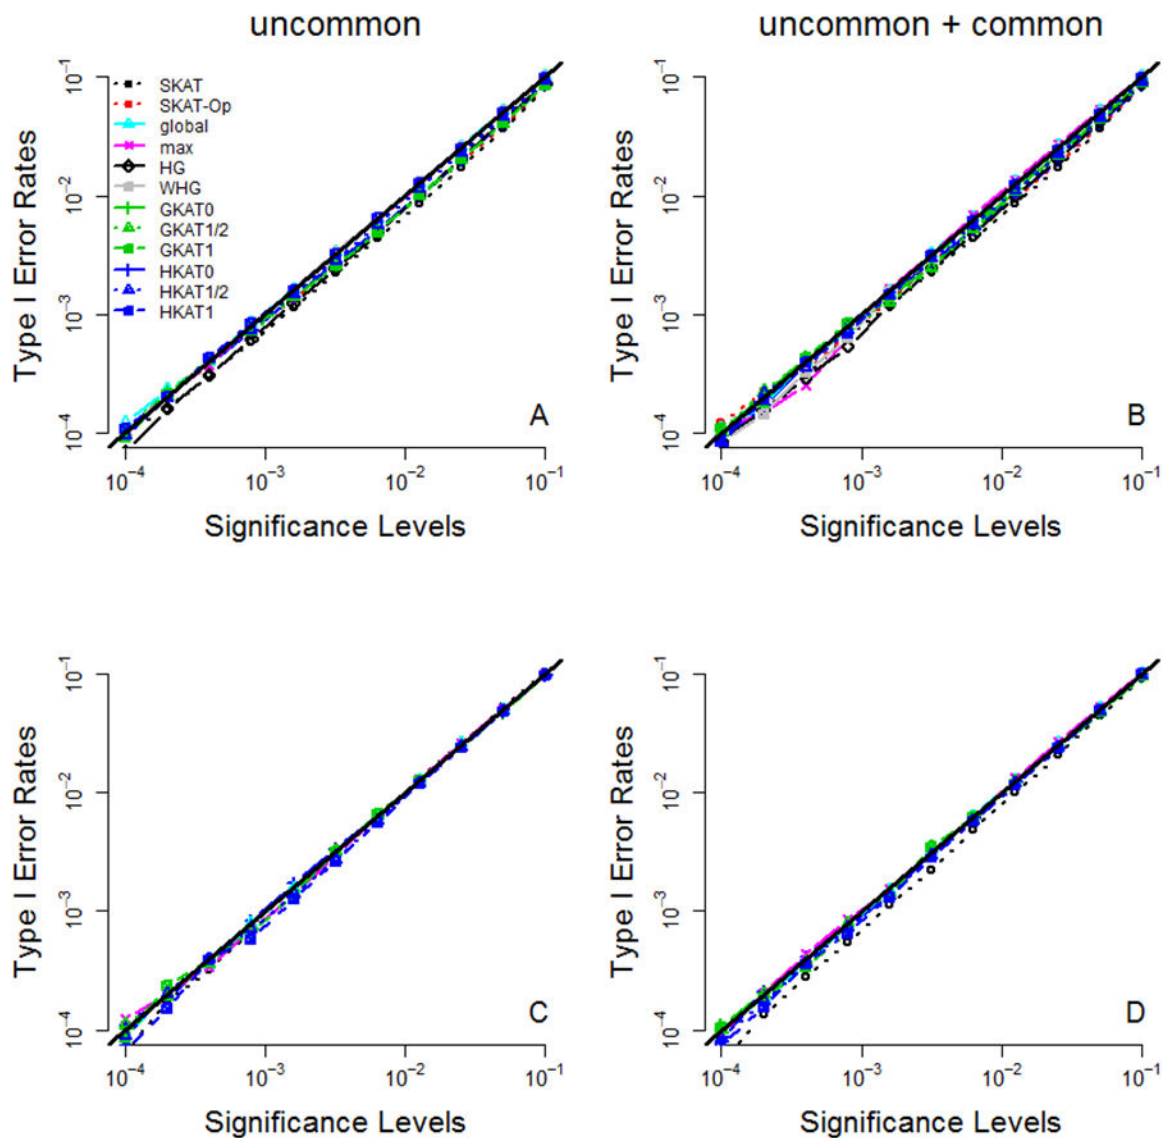 uncommon
uncommon + common
SKAT
SKAT-Op
global
max
HG
WHG
GKAT0
GKAT1/2
GKAT1
HKAT0
HKAT1/2
HKAT1
Type I Error Rates
10⁻¹
10⁻²
10⁻³
10⁻⁴
A
10⁻⁴ 10⁻³ 10⁻² 10⁻¹
Significance Levels
Type I Error Rates
10⁻¹
10⁻²
10⁻³
10⁻⁴
B
10⁻⁴ 10⁻³ 10⁻² 10⁻¹
Significance Levels
Type I Error Rates
10⁻¹
10⁻²
10⁻³
10⁻⁴
C
10⁻⁴ 10⁻³ 10⁻² 10⁻¹
Significance Levels
Type I Error Rates
10⁻¹
10⁻²
10⁻³
10⁻⁴
D
10⁻⁴ 10⁻³ 10⁻² 10⁻¹
Significance Levels